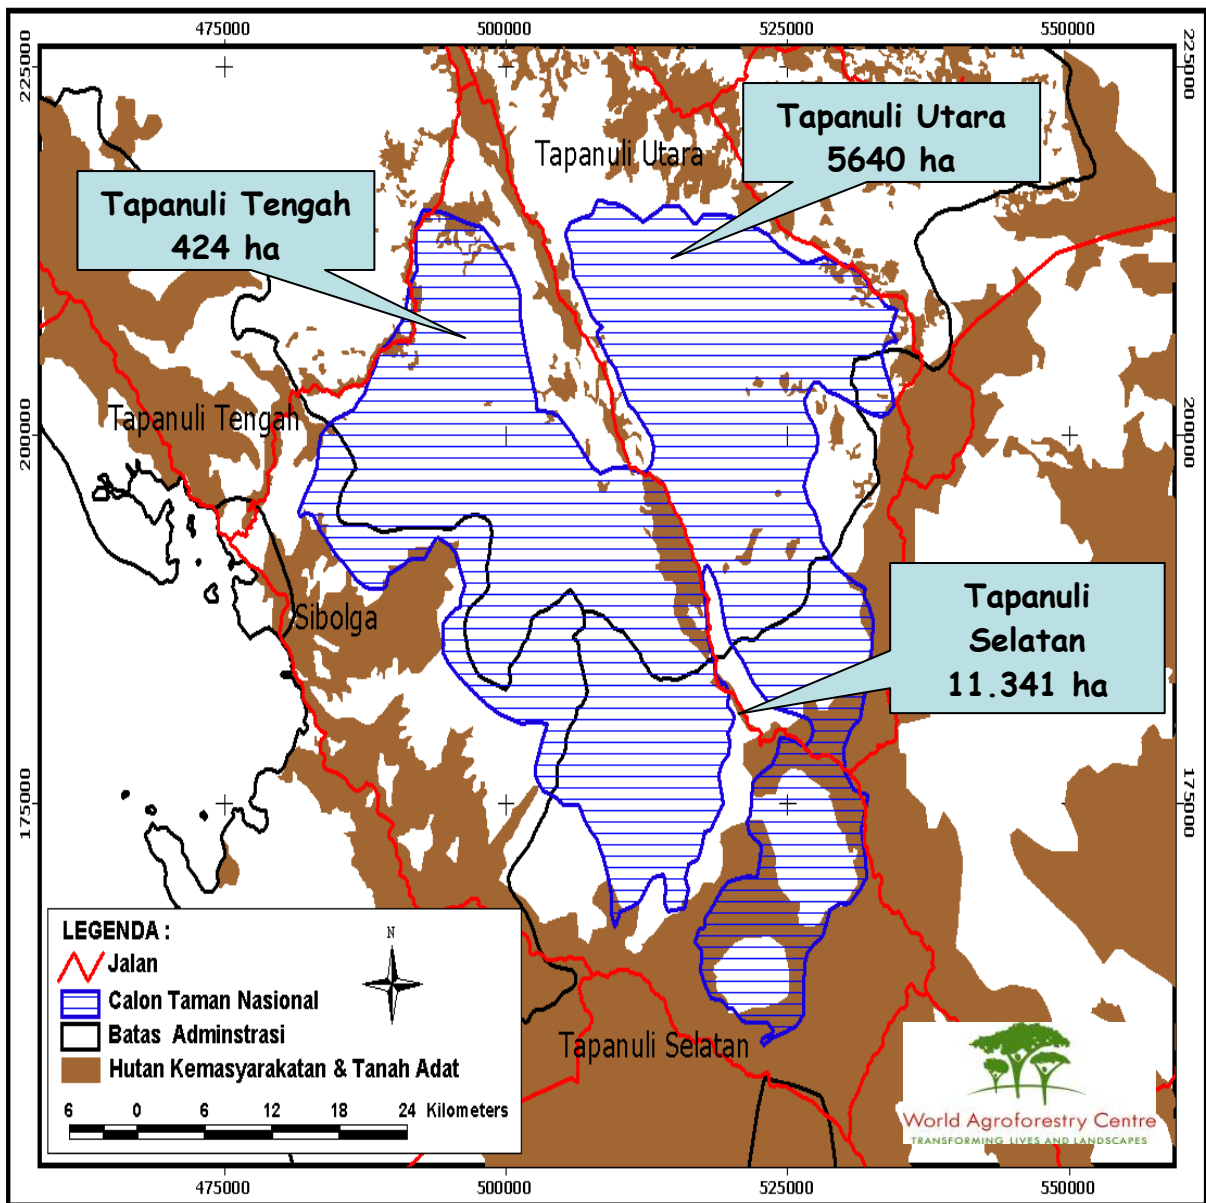 475000
500000
525000
550000
225000
225000
Tapanuli Utara
5640 ha
Tapanuli Utara
Tapanuli Tengah
424 ha
Tapanuli Tengah
200000
200000
Sibolga
Tapanuli
Selatan
11.341 ha
175000
175000
LEGENDA :
Jalan
Calon Taman Nasional
Batas Adminstrasi
Hutan Kemasyarakatan & Tanah Adat
6 0 6 12 18 24 Kilometers
N
Tapanuli Selatan
World Agroforestry Centre
TRANSFORMING LIVES AND LANDSCAPES
475000
500000
525000
550000